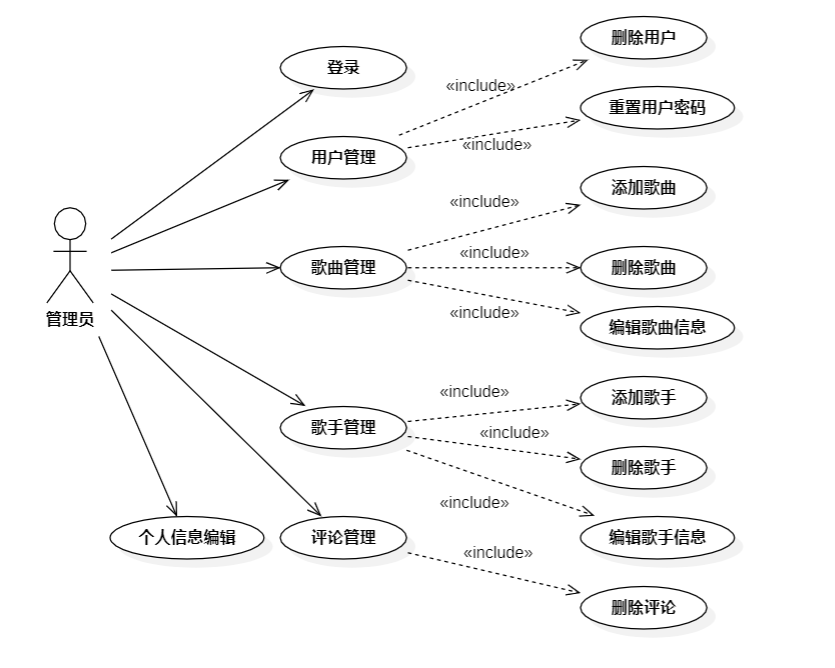 删除用户
登录
«include»
重置用户密码
«include»
用户管理
添加歌曲
«include»
«include»
歌曲管理
删除歌曲
«include»
编辑歌曲信息
管理员
«include»
添加歌手
歌手管理
«include»
删除歌手
«include»
编辑歌手信息
个人信息编辑
评论管理
«include»
删除评论